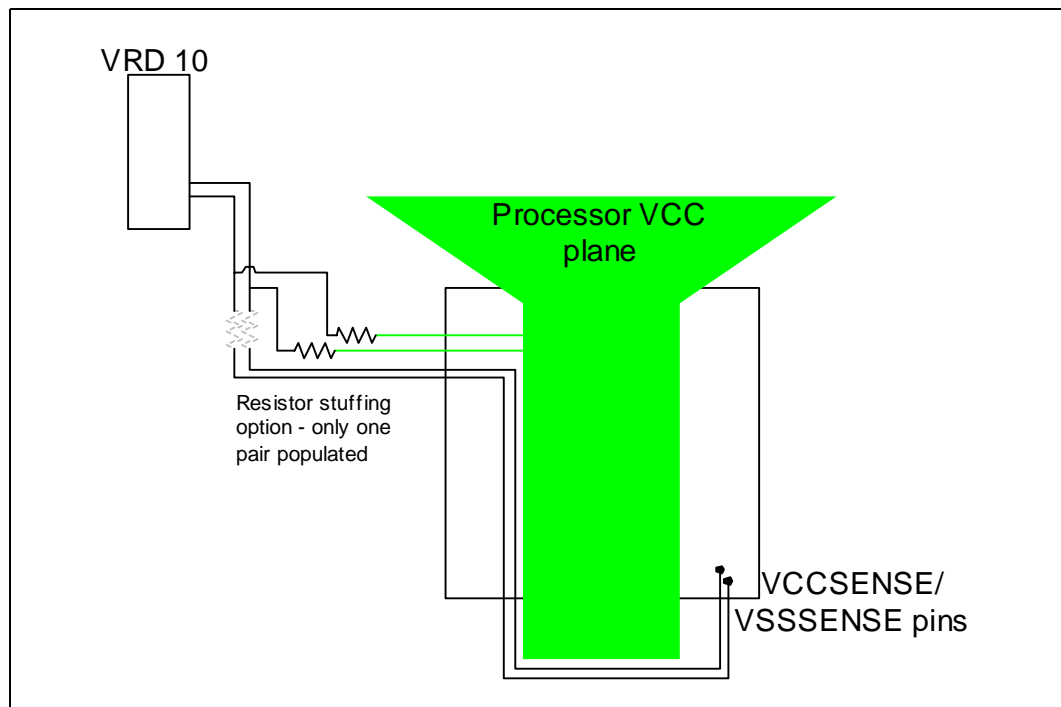 VRD 10
Processor VCC
plane
Resistor stuffing
option - only one
pair populated
VCCSENSE/
VSSSENSE pins